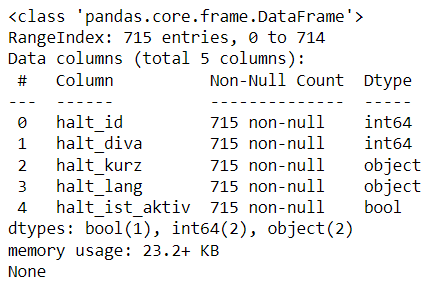 <class 'pandas.core.frame.DataFrame'>
RangeIndex: 715 entries, 0 to 714
Data columns (total 5 columns):
 #   Column         Non-Null Count  Dtype
---  ------         --------------  -----
 0   halt_id        715 non-null    int64
 1   halt_diva      715 non-null    int64
 2   halt_kurz      715 non-null    object
 3   halt_lang      715 non-null    object
 4   halt_ist_aktiv 715 non-null    bool
dtypes: bool(1), int64(2), object(2)
memory usage: 23.2+ KB
None